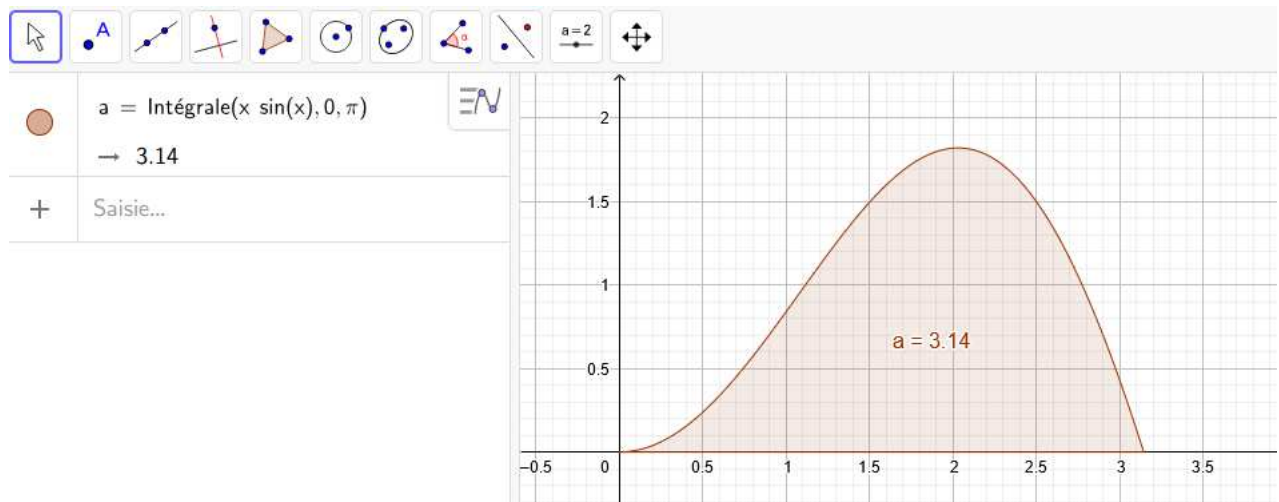 A
α
a = 2
a = Intégrale(x sin(x), 0, π)
→ 3.14
+ Saisie...
2
1.5
1
0.5
a = 3.14
–0.5 0 0.5 1 1.5 2 2.5 3 3.5